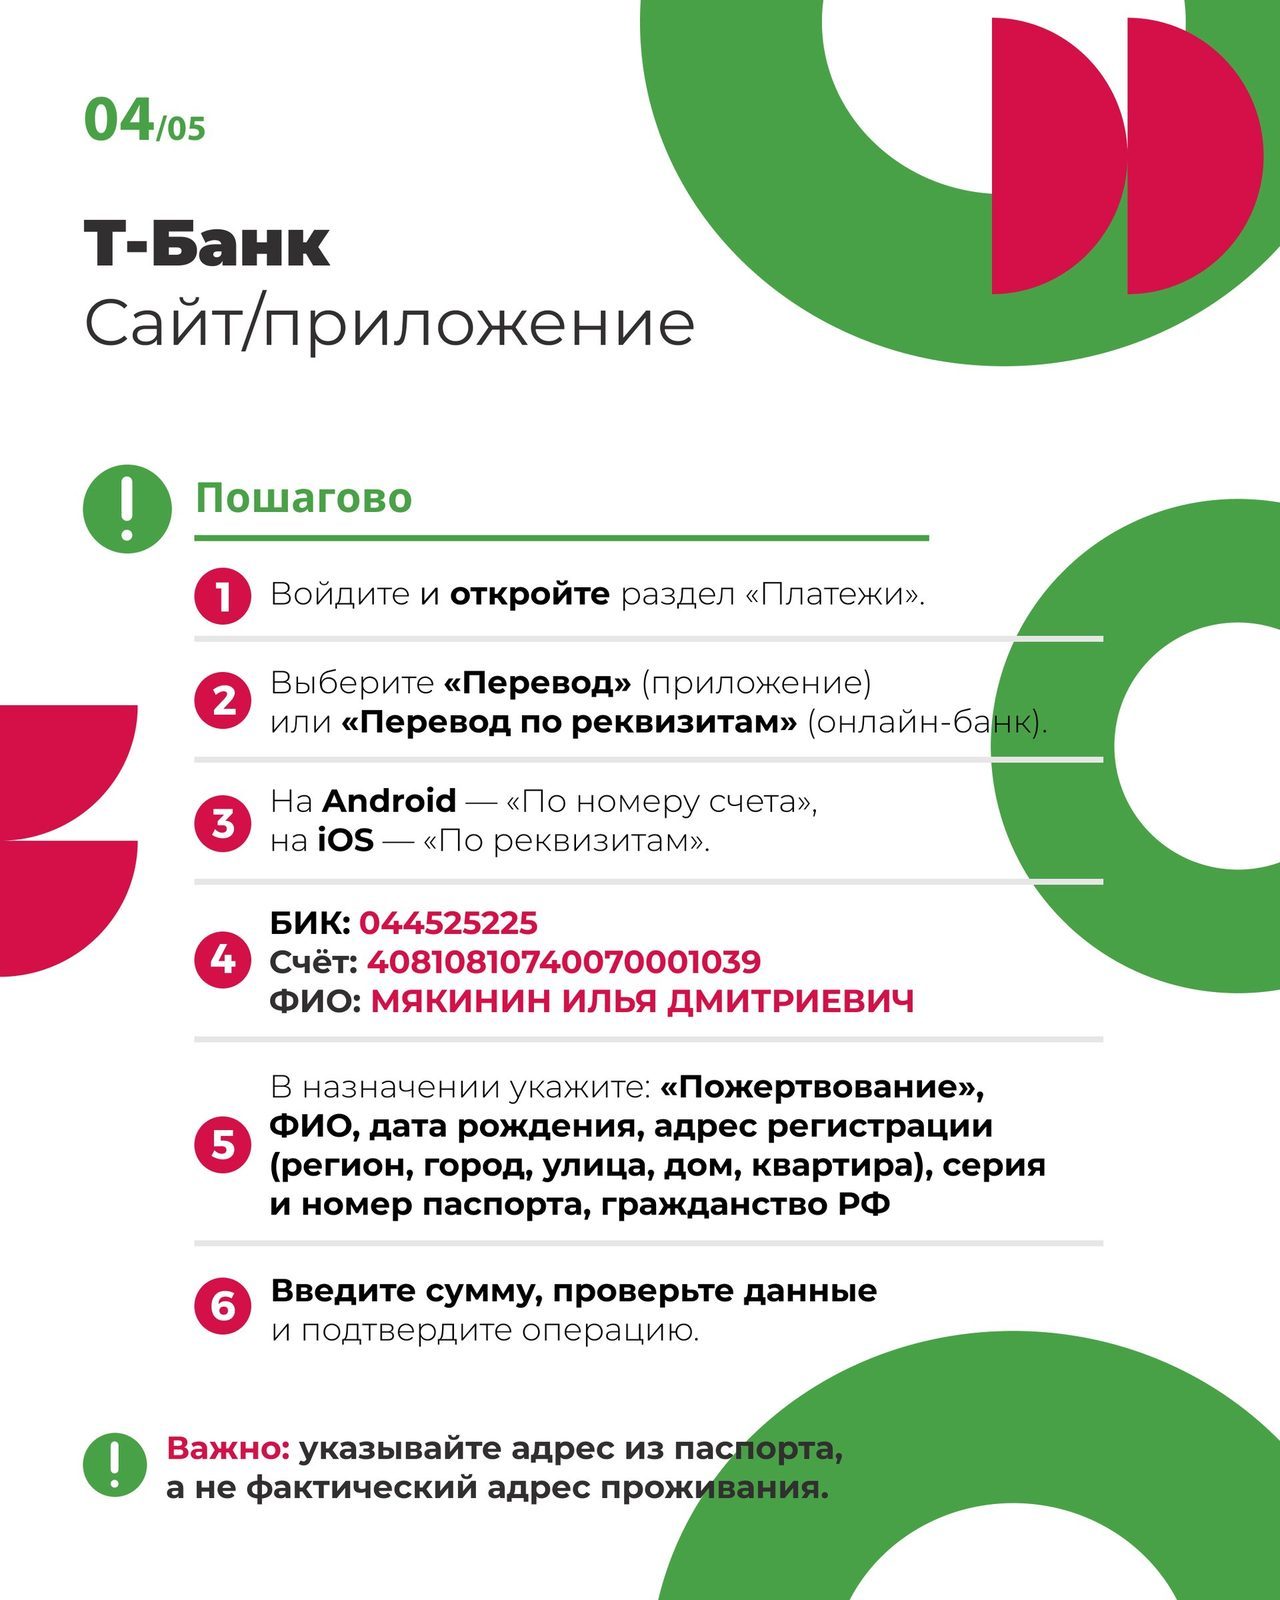 04/05
Т-Банк
Сайт/приложение
Пошагово
1 Войдите и откройте раздел «Платежи».
2 Выберите «Перевод» (приложение)
или «Перевод по реквизитам» (онлайн-банк).
3 На Android — «По номеру счета»,
на iOS — «По реквизитам».
4 БИК: 044525225
Счёт: 40810810740070001039
ФИО: МЯКИНИН ИЛЬЯ ДМИТРИЕВИЧ
5 В назначении укажите: «Пожертвование»,
ФИО, дата рождения, адрес регистрации
(регион, город, улица, дом, квартира), серия
и номер паспорта, гражданство РФ
6 Введите сумму, проверьте данные
и подтвердите операцию.
Важно: указывайте адрес из паспорта,
а не фактический адрес проживания.